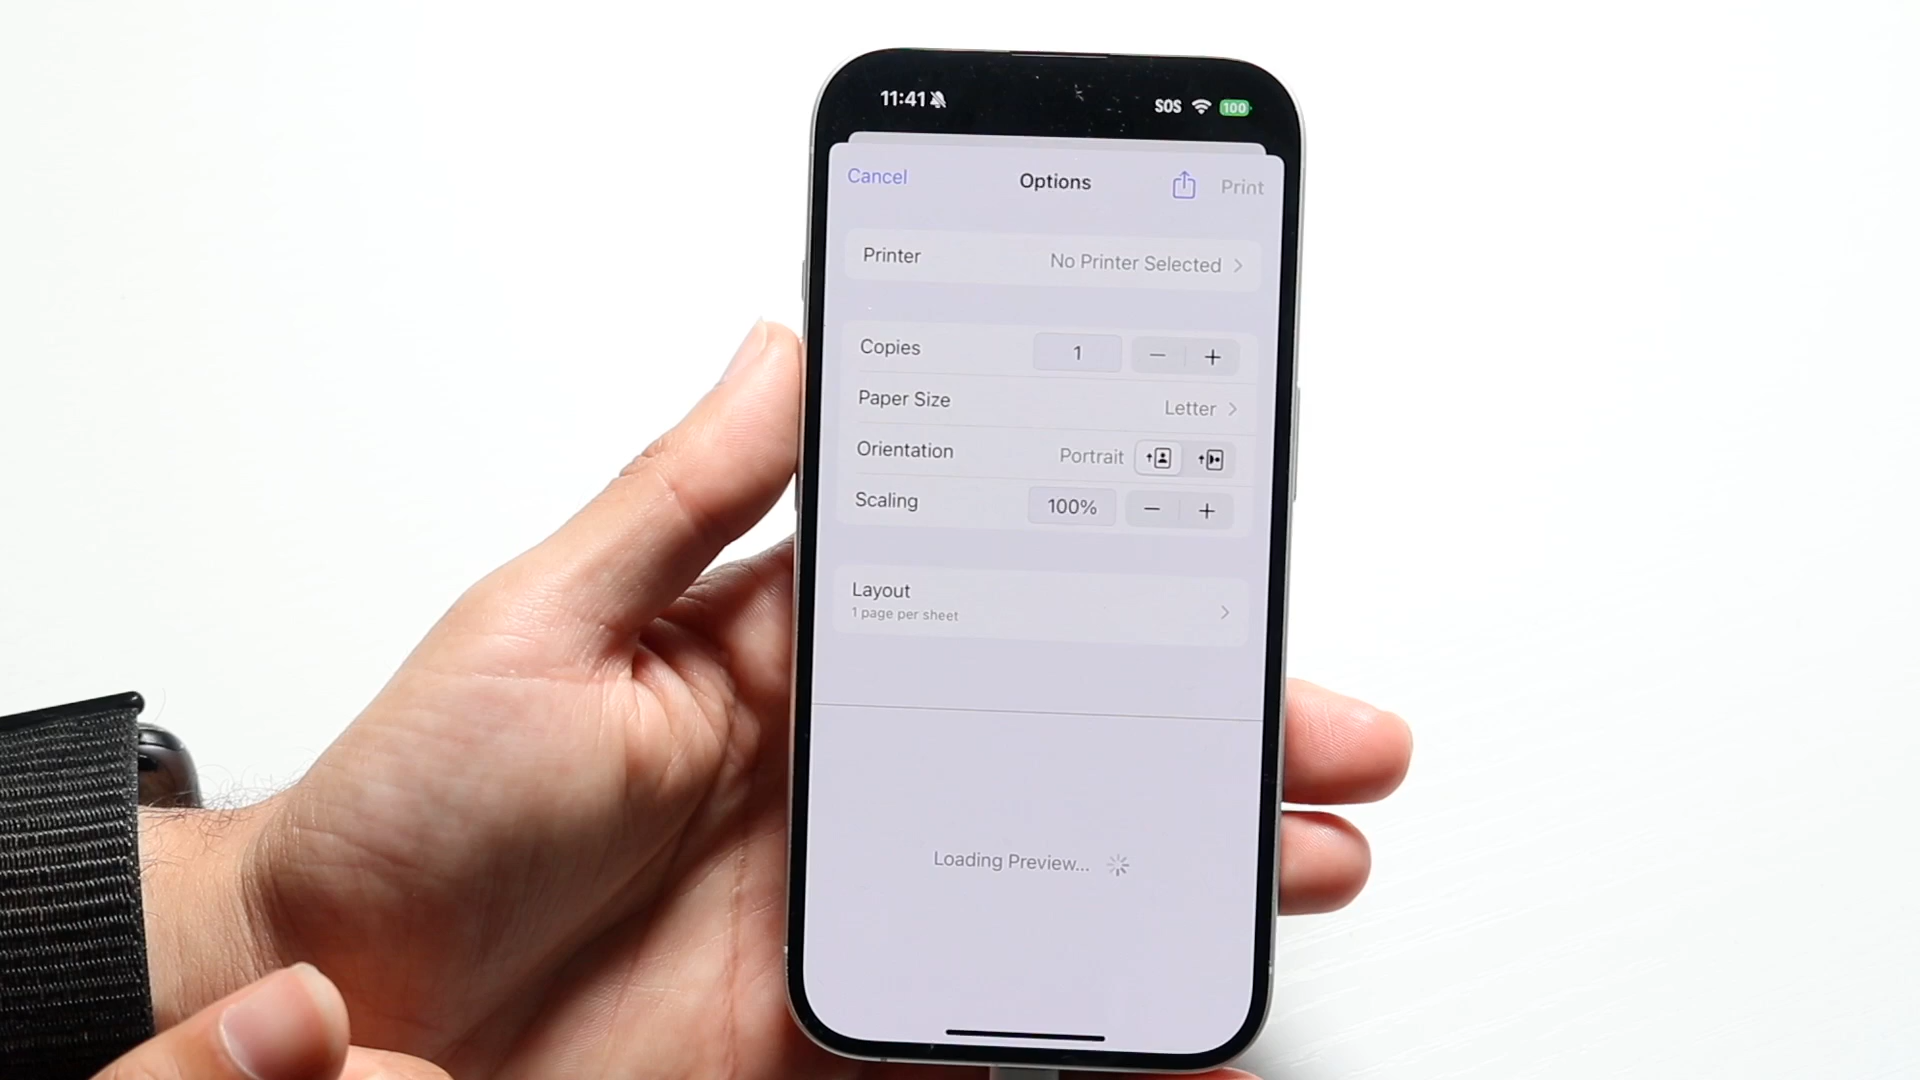 11:41 SOS 100
Cancel Options Print
Printer No Printer Selected
Copies 1 − +
Paper Size Letter
Orientation Portrait
Scaling 100% − +
Layout
1 page per sheet
Loading Preview...